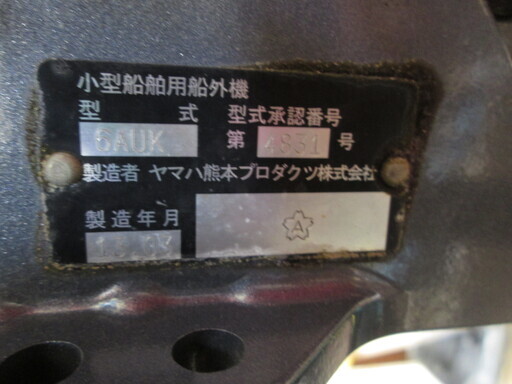 小型船舶用船外機
型 式 型式承認番号
6AUK 第 4831 号
製造者 ヤマハ熊本プロダクツ株式会社
製造年月
A